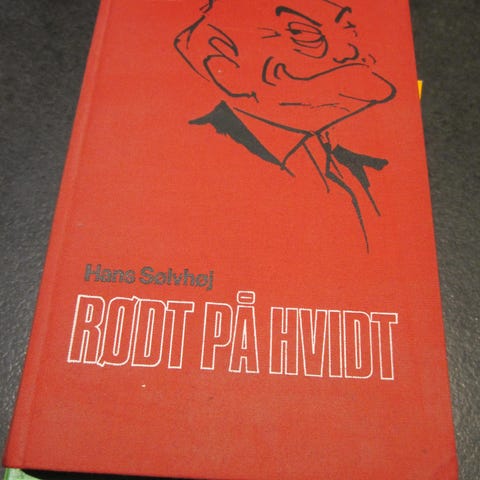 Hans Sølvhøj
RØDT PÅ HVIDT